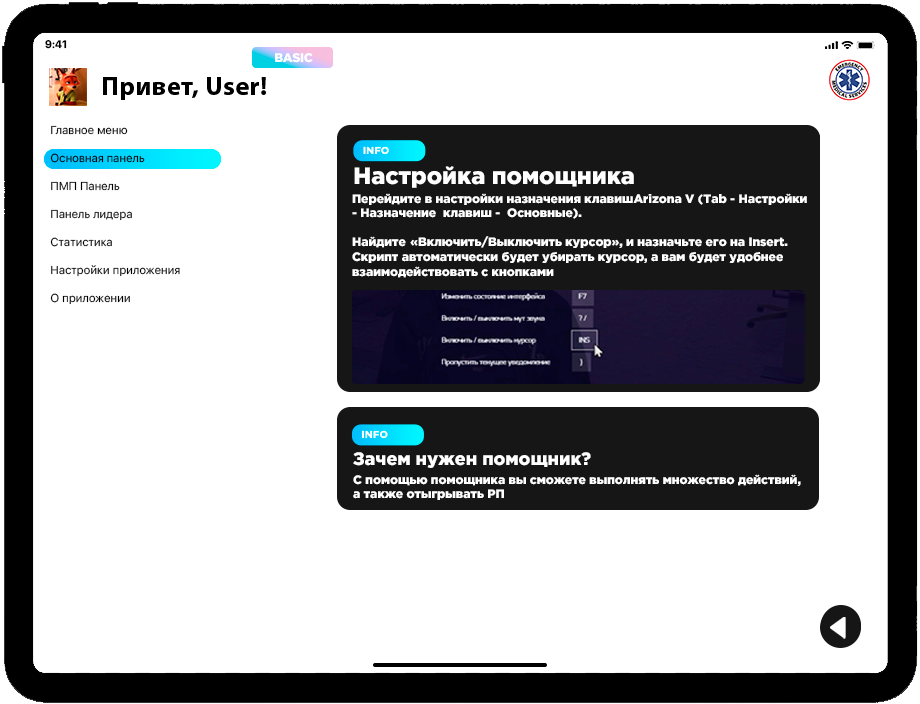 9:41
BASIC
Привет, User!
EMERGENCY
MEDICAL SERVICES
Главное меню
Основная панель
ПМП Панель
Панель лидера
Статистика
Настройки приложения
О приложении
INFO
Настройка помощника
Перейдите в настройки назначения клавишArizona V (Tab - Настройки
- Назначение клавиш - Основные).
Найдите «Включить/Выключить курсор», и назначьте его на Insert.
Скрипт автоматически будет убирать курсор, а вам будет удобнее
взаимодействовать с кнопками
Изменить состояние интерфейса F7
Включить / выключить мут звука ? /
Включить / выключить курсор INS
Пропустить текущее уведомление }
INFO
Зачем нужен помощник?
С помощью помощника вы сможете выполнять множество действий,
а также отыгрывать РП